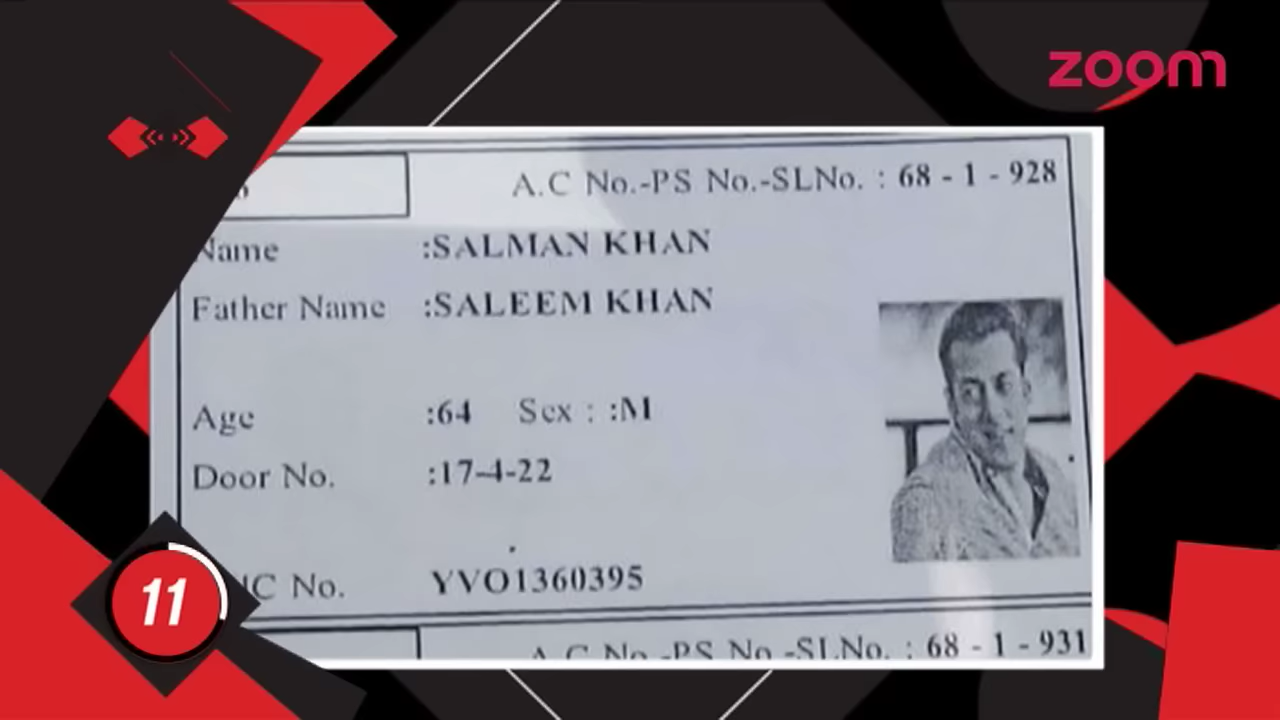 zoom
A.C No.-PS No.-SLNo. : 68 - 1 - 928
Name :SALMAN KHAN
Father Name :SALEEM KHAN
Age :64 Sex : :M
Door No. :17-4-22
IC No. YVO1360395
A.C No.-PS No.-SLNo. : 68 - 1 - 931
11